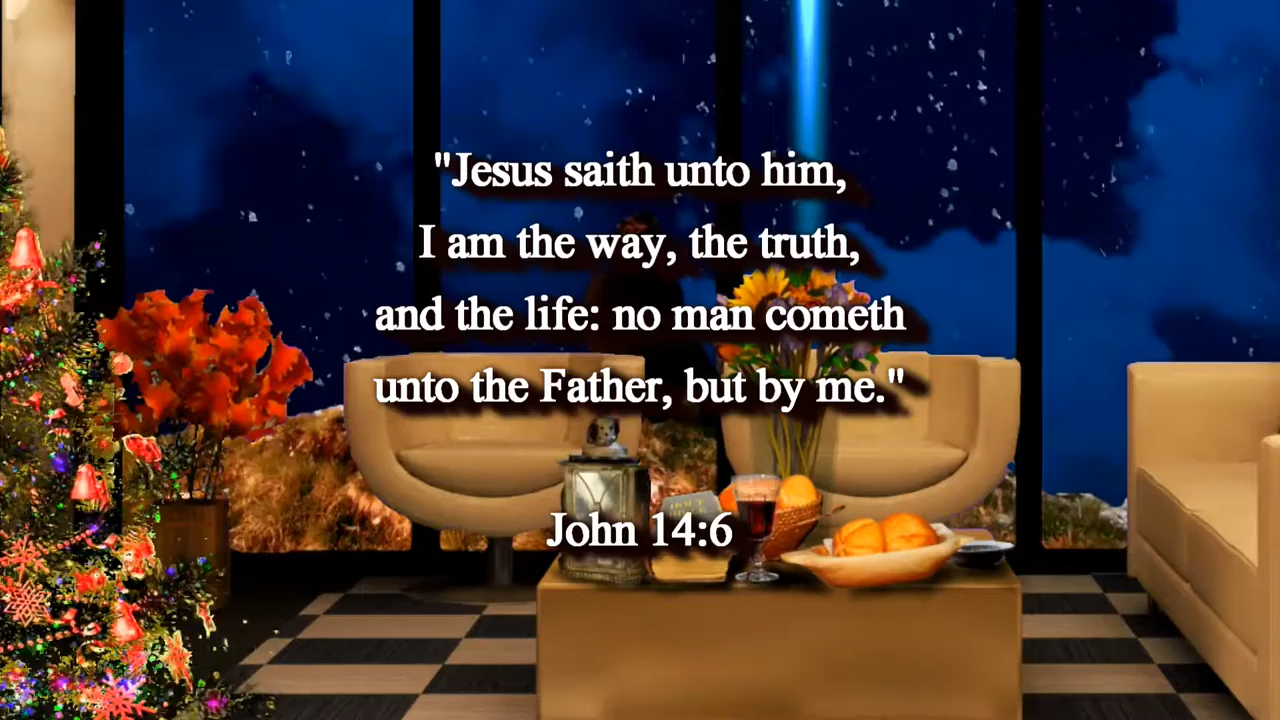 "Jesus saith unto him,
I am the way, the truth,
and the life: no man cometh
unto the Father, but by me."
John 14:6